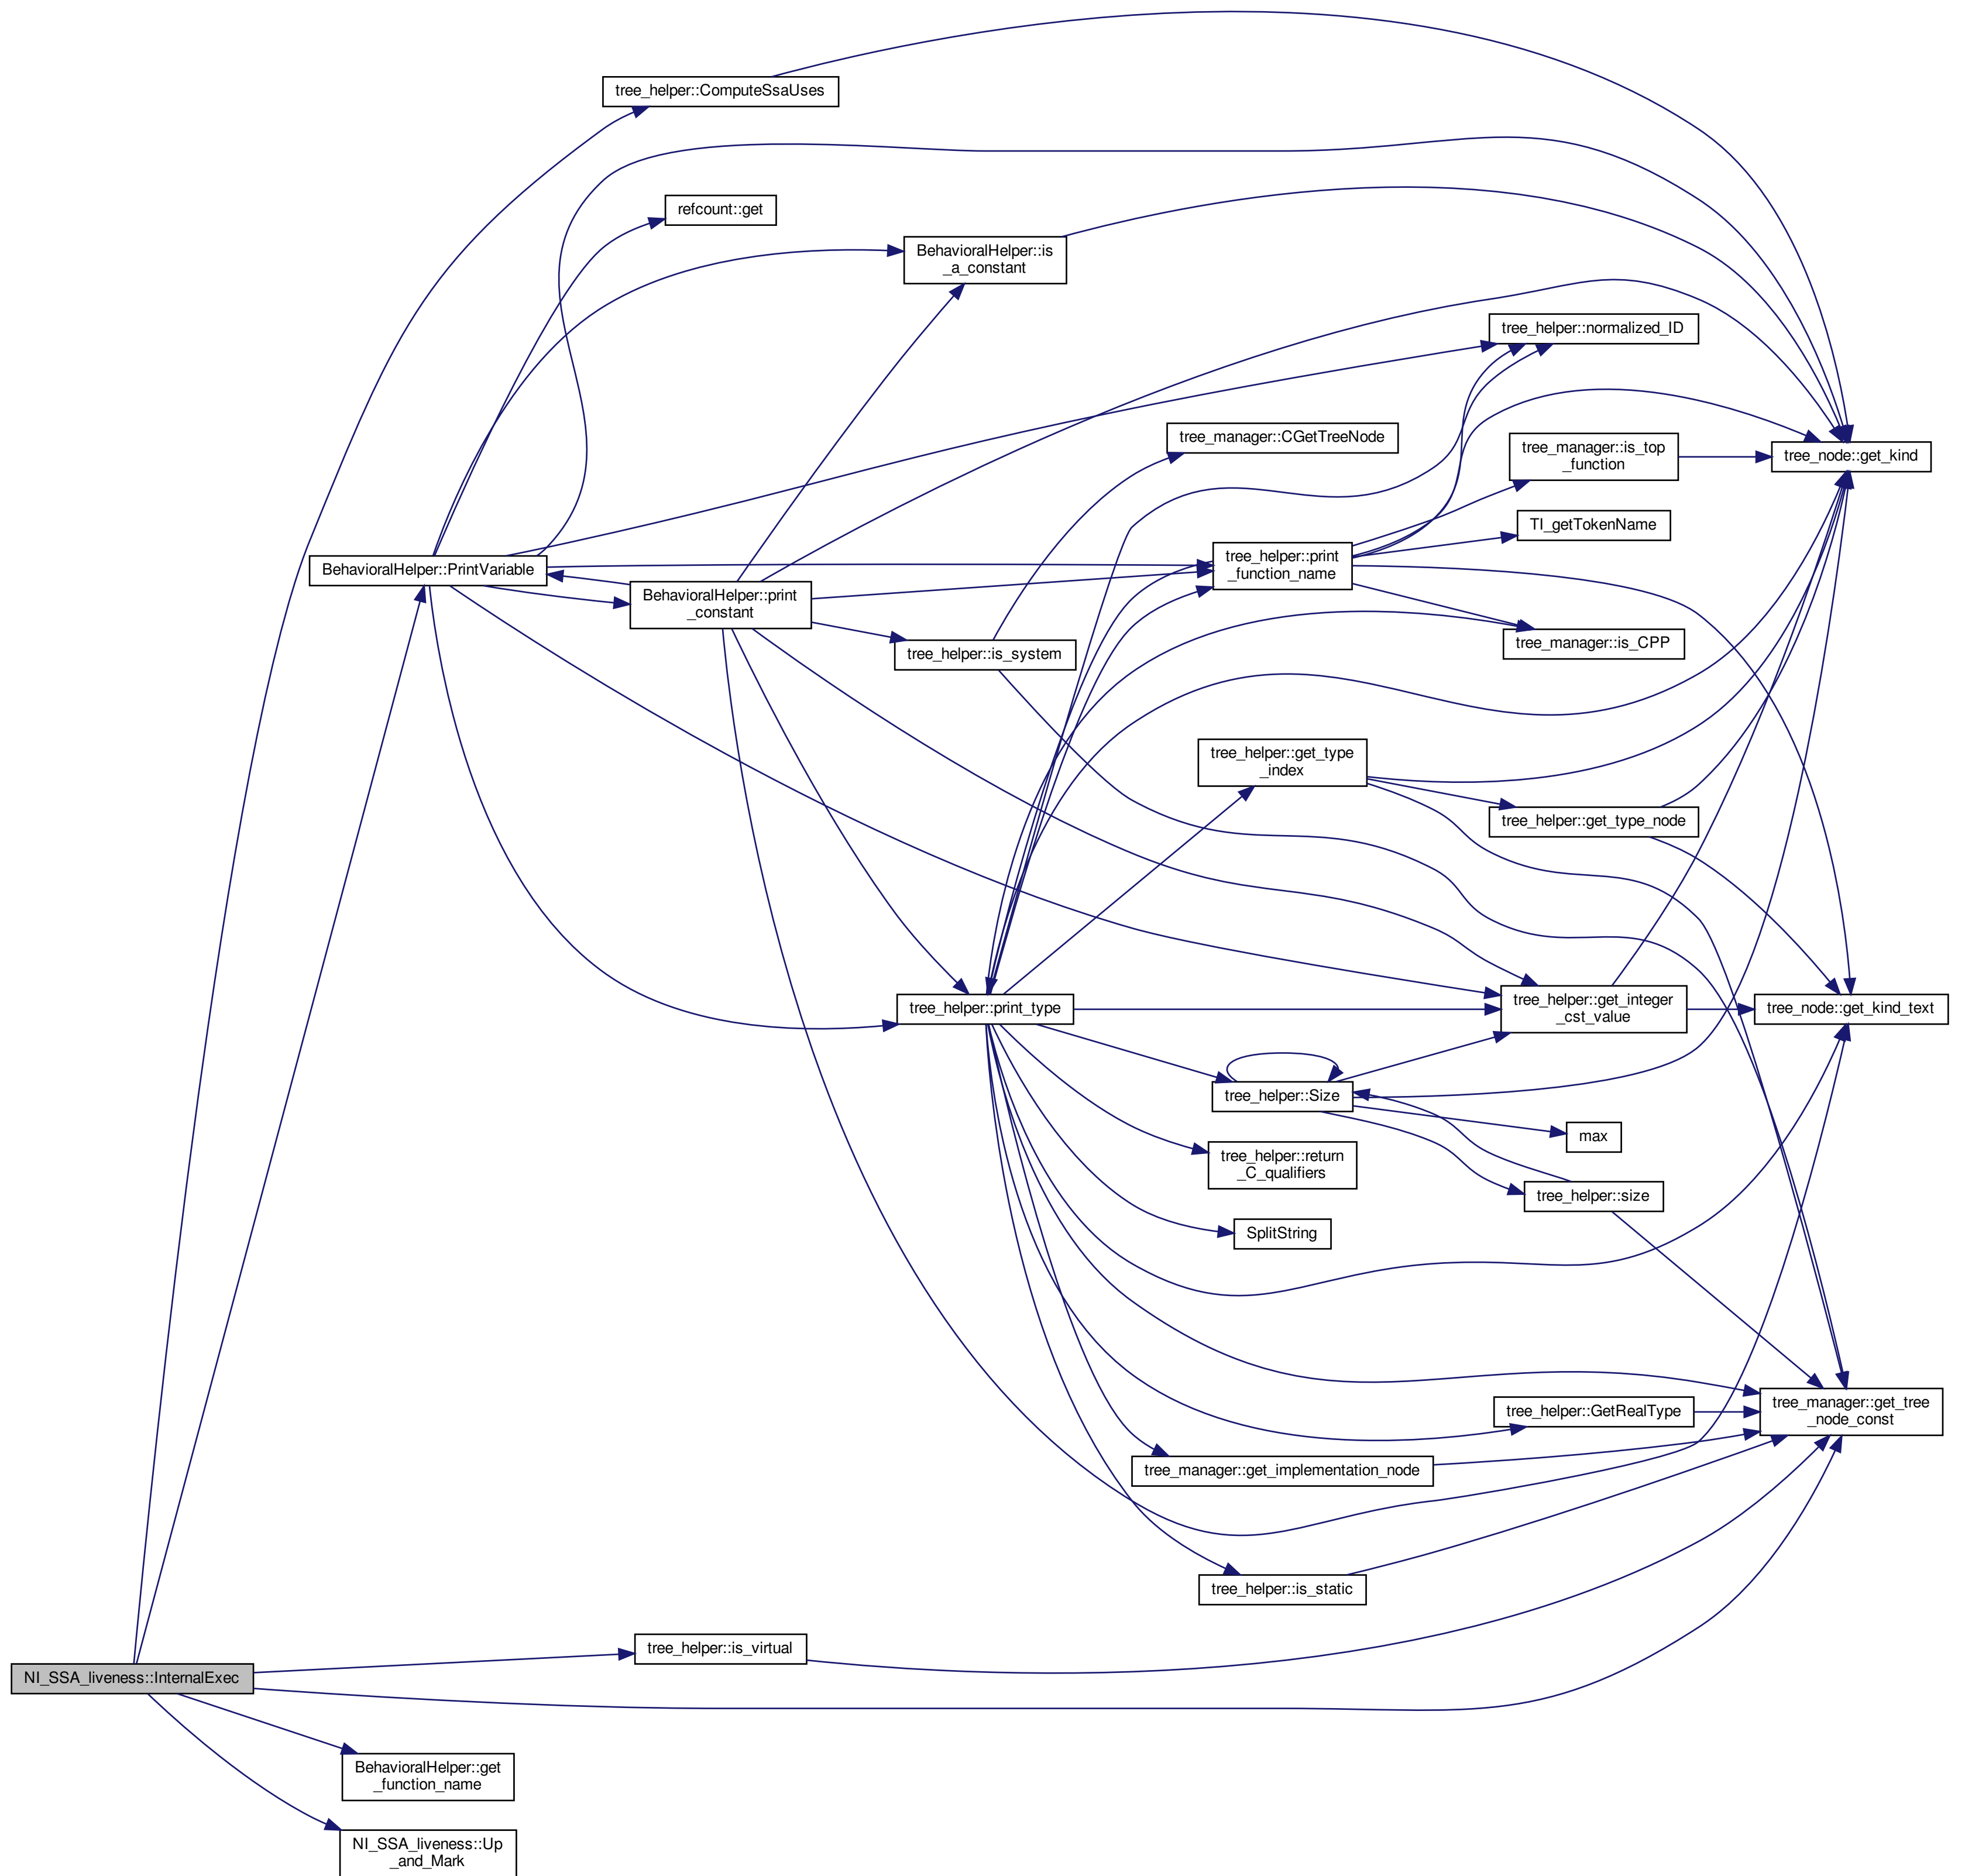 tree_helper::ComputeSsaUses
refcount::get
BehavioralHelper::is
_a_constant
tree_helper::normalized_ID
tree_manager::CGetTreeNode
tree_manager::is_top
_function
tree_node::get_kind
TI_getTokenName
BehavioralHelper::PrintVariable
tree_helper::print
_function_name
BehavioralHelper::print
_constant
tree_helper::is_system
tree_manager::is_CPP
tree_helper::get_type
_index
tree_helper::get_type_node
tree_helper::print_type
tree_helper::get_integer
_cst_value
tree_node::get_kind_text
tree_helper::Size
max
tree_helper::return
_C_qualifiers
tree_helper::size
SplitString
tree_helper::GetRealType
tree_manager::get_tree
_node_const
tree_manager::get_implementation_node
tree_helper::is_static
tree_helper::is_virtual
NI_SSA_liveness::InternalExec
BehavioralHelper::get
_function_name
NI_SSA_liveness::Up
_and_Mark